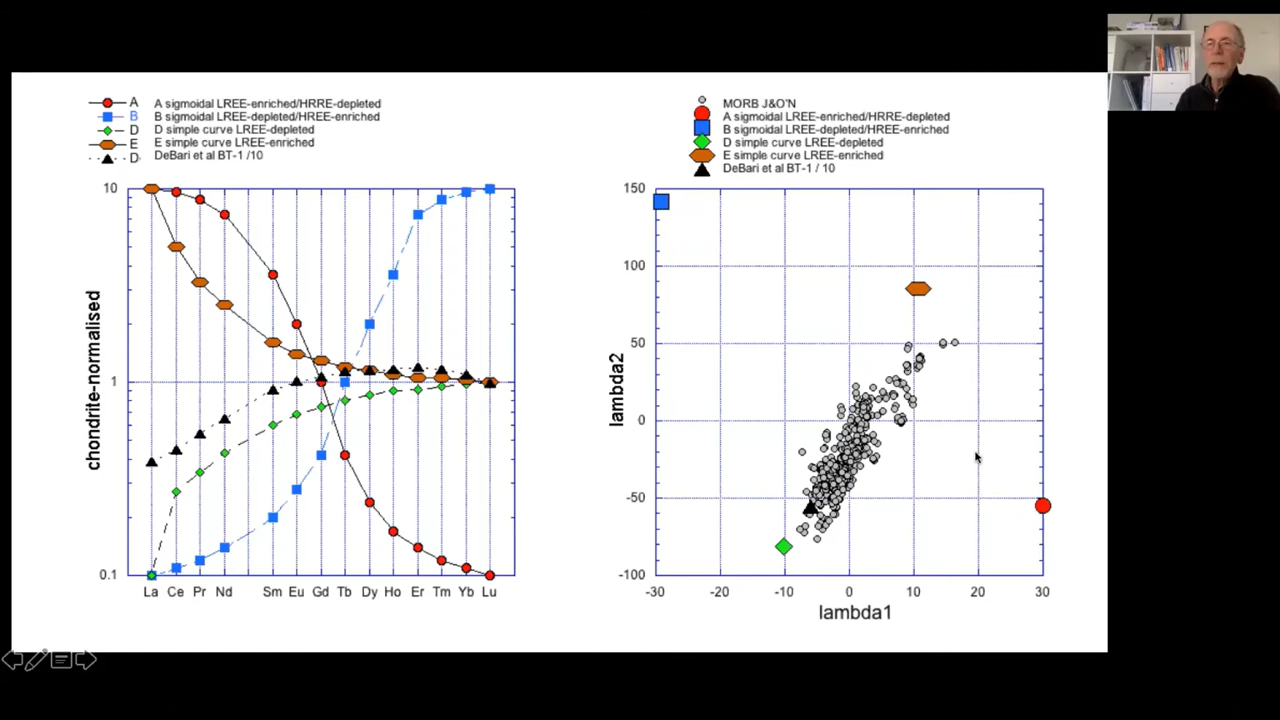 A A sigmoidal LREE-enriched/HRRE-depleted
B B sigmoidal LREE-depleted/HREE-enriched
D D simple curve LREE-depleted
E E simple curve LREE-enriched
D DeBari et al BT-1 /10
10
1
0.1
chondrite-normalised
La Ce Pr Nd Sm Eu Gd Tb Dy Ho Er Tm Yb Lu
MORB J&O'N
A sigmoidal LREE-enriched/HRRE-depleted
B sigmoidal LREE-depleted/HREE-enriched
D simple curve LREE-depleted
E simple curve LREE-enriched
DeBari et al BT-1 / 10
150
100
50
0
-50
-100
lambda2
-30 -20 -10 0 10 20 30
lambda1